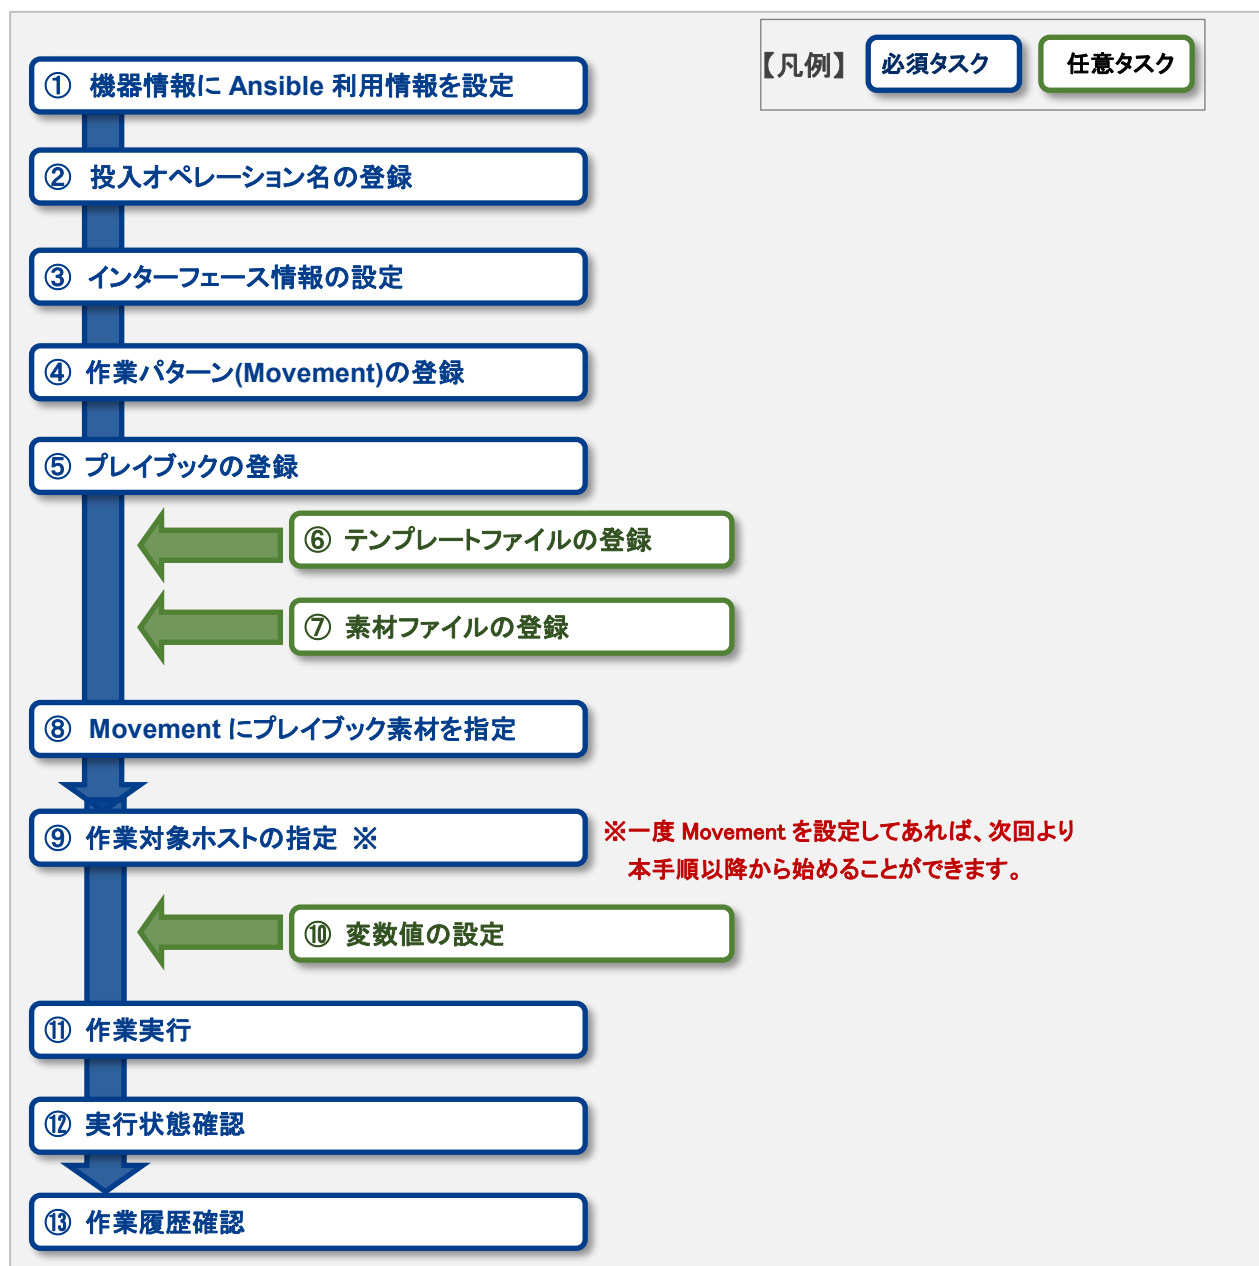 【凡例】 必須タスク 任意タスク
① 機器情報に Ansible 利用情報を設定
② 投入オペレーション名の登録
③ インターフェース情報の設定
④ 作業パターン(Movement)の登録
⑤ プレイブックの登録
⑥ テンプレートファイルの登録
⑦ 素材ファイルの登録
⑧ Movement にプレイブック素材を指定
⑨ 作業対象ホストの指定 ※
※一度 Movement を設定してあれば、次回より
本手順以降から始めることができます。
⑩ 変数値の設定
⑪ 作業実行
⑫ 実行状態確認
⑬ 作業履歴確認